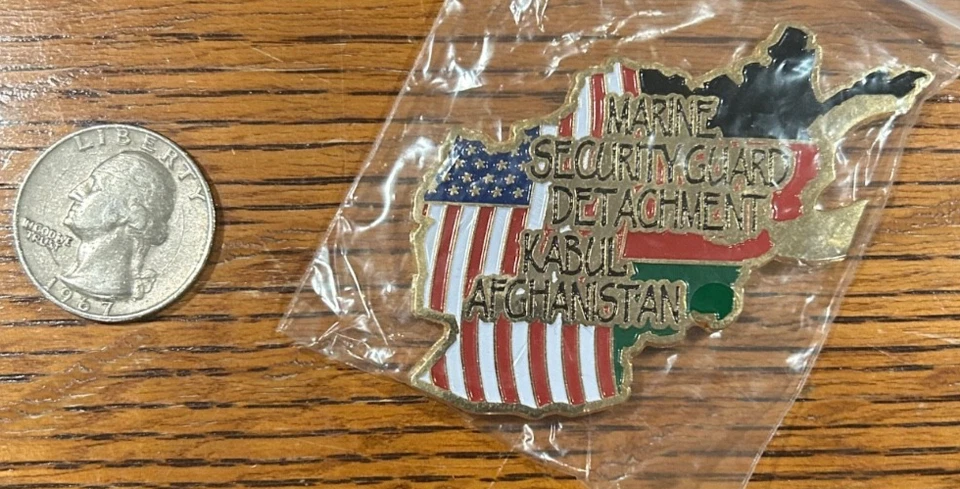 LIBERTY
IN GOD WE
TRUST
1967
MARINE
SECURITY GUARD
DETACHMENT
KABUL
AFGHANISTAN